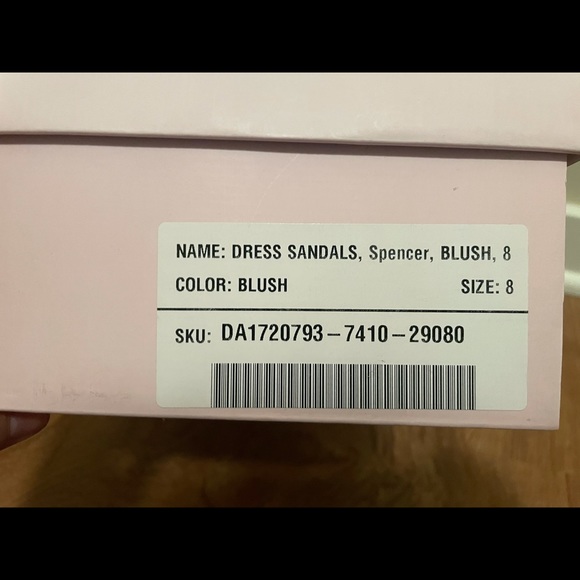 NAME: DRESS SANDALS, Spencer, BLUSH, 8
COLOR: BLUSH SIZE: 8
SKU: DA1720793-7410-29080